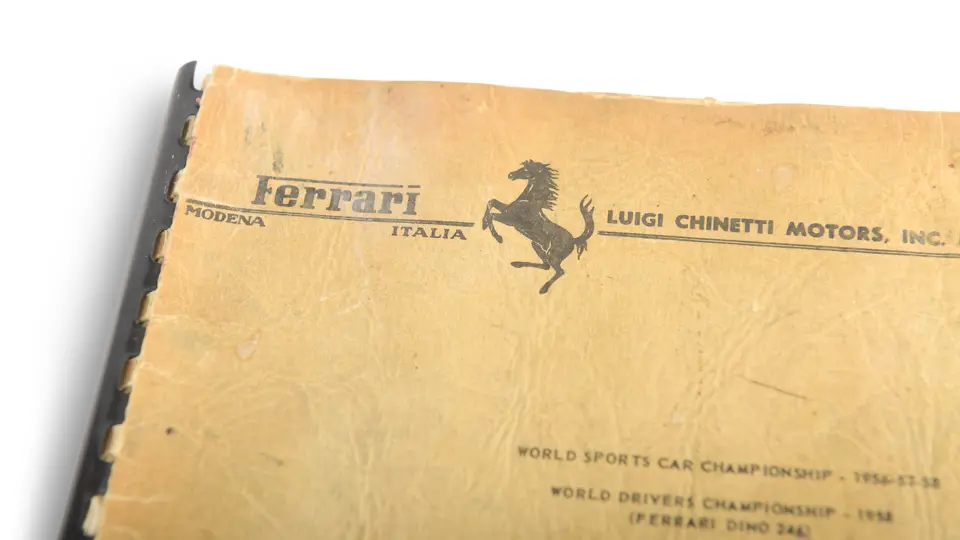 Ferrari
MODENA
ITALIA
LUIGI CHINETTI MOTORS, INC.
WORLD SPORTS CAR CHAMPIONSHIP - 1956-57-58
WORLD DRIVERS CHAMPIONSHIP - 1958
(FERRARI DINO 246)